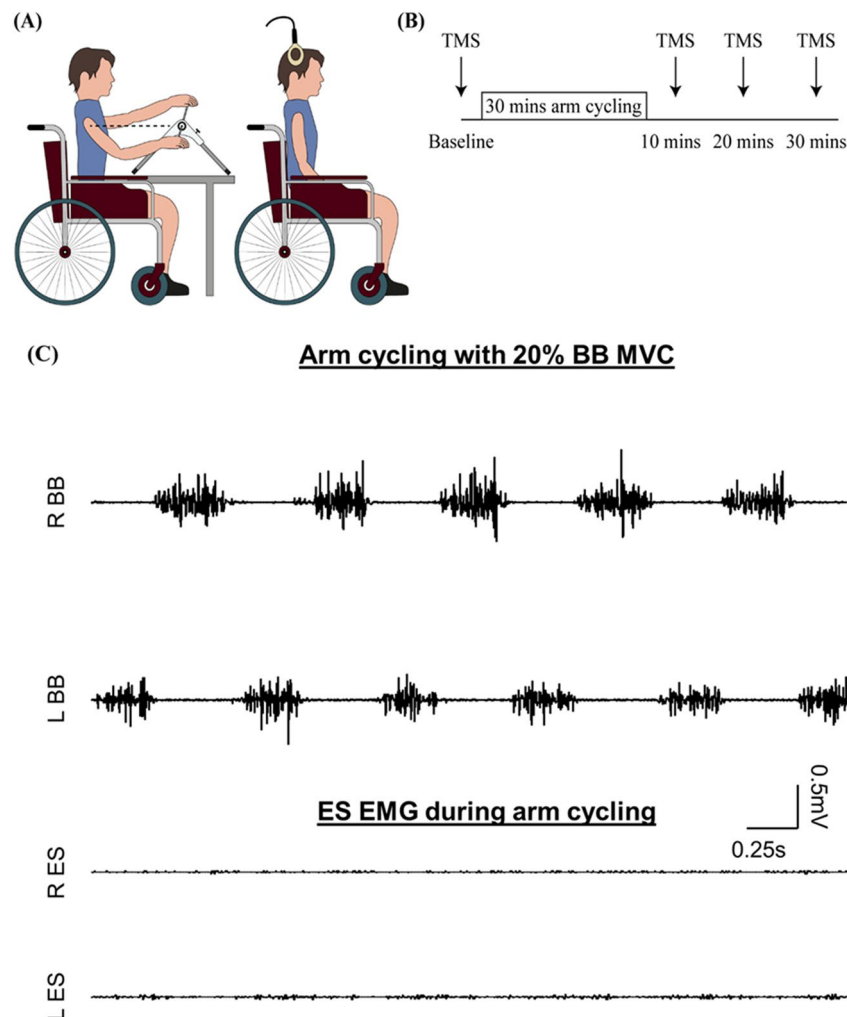 (A)
(B)
TMS TMS TMS TMS
30 mins arm cycling
Baseline 10 mins 20 mins 30 mins
(C)
Arm cycling with 20% BB MVC
R BB
L BB
0.5mV
0.25s
ES EMG during arm cycling
R ES
L ES